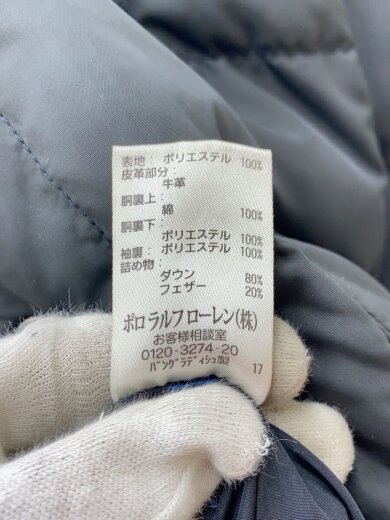 表地： ポリエステル 100%
皮革部分：
牛革
胴裏上：
綿 100%
胴裏下：
ポリエステル 100%
袖裏： ポリエステル 100%
詰め物：
ダウン 80%
フェザー 20%
ポロ ラルフ ローレン(株)
お客様相談室
0120-3274-20
バングラディシュ製 17